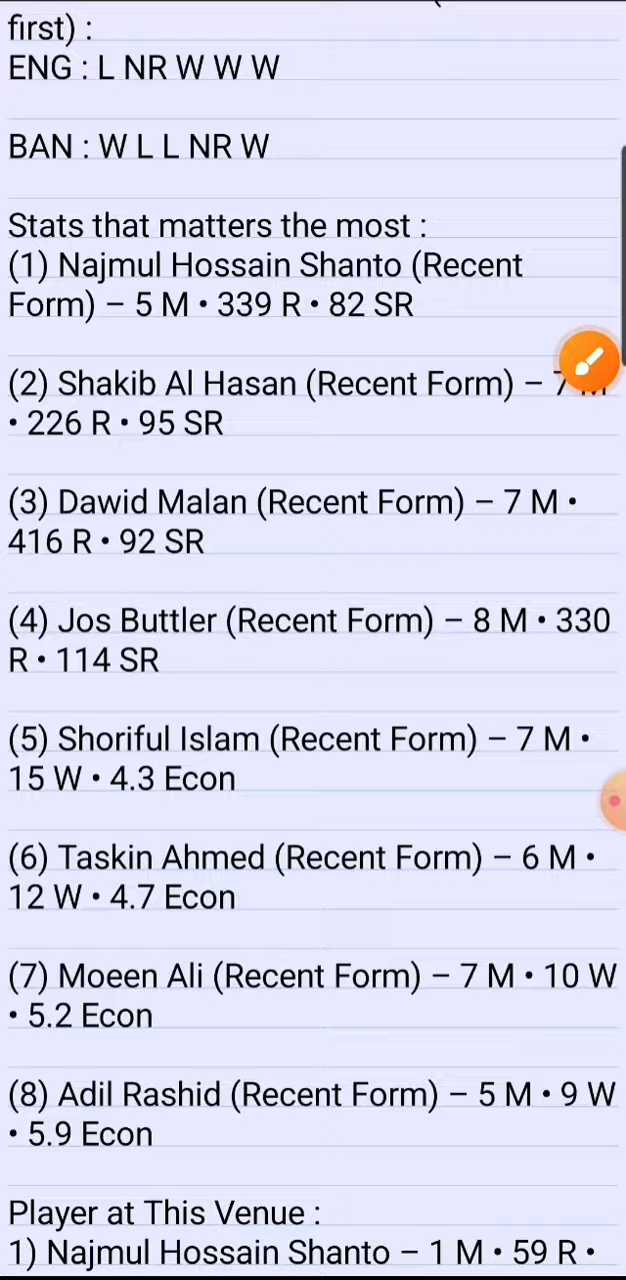 first) :
ENG : L NR W W W
BAN : W L L NR W
Stats that matters the most :
(1) Najmul Hossain Shanto (Recent
Form) – 5 M • 339 R • 82 SR
(2) Shakib Al Hasan (Recent Form) – 7 M
• 226 R • 95 SR
(3) Dawid Malan (Recent Form) – 7 M •
416 R • 92 SR
(4) Jos Buttler (Recent Form) – 8 M • 330
R • 114 SR
(5) Shoriful Islam (Recent Form) – 7 M •
15 W • 4.3 Econ
(6) Taskin Ahmed (Recent Form) – 6 M •
12 W • 4.7 Econ
(7) Moeen Ali (Recent Form) – 7 M • 10 W
• 5.2 Econ
(8) Adil Rashid (Recent Form) – 5 M • 9 W
• 5.9 Econ
Player at This Venue :
1) Najmul Hossain Shanto – 1 M • 59 R •